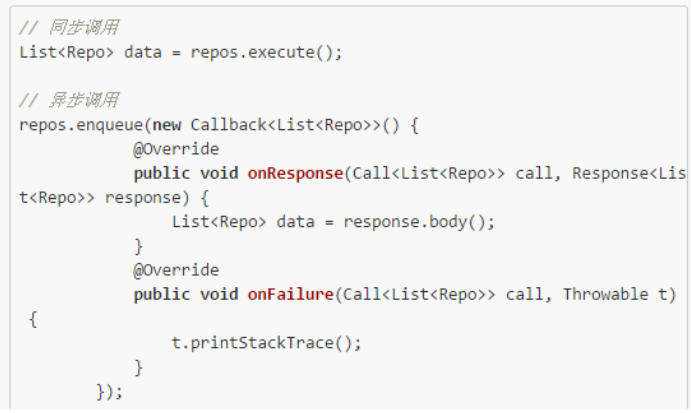 // 同步调用
List<Repo> data = repos.execute();
// 异步调用
repos.enqueue(new Callback<List<Repo>>() {
@Override
public void onResponse(Call<List<Repo>> call, Response<Lis
t<Repo>> response) {
List<Repo> data = response.body();
}
@Override
public void onFailure(Call<List<Repo>> call, Throwable t)
{
t.printStackTrace();
}
});